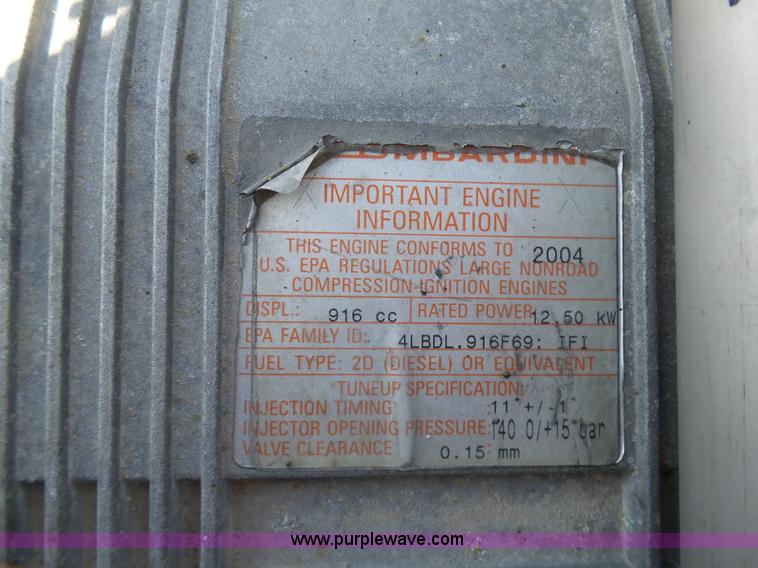 LOMBARDINI
IMPORTANT ENGINE
INFORMATION
THIS ENGINE CONFORMS TO 2004
U.S. EPA REGULATIONS LARGE NONROAD
COMPRESSION-IGNITION ENGINES
DISPL.: 916 cc RATED POWER 12,50 kW
EPA FAMILY ID: 4LBDL.916F69: IFI
FUEL TYPE: 2D (DIESEL) OR EQUIVALENT
TUNEUP SPECIFICATION:
INJECTION TIMING :11° +/-1°
INJECTOR OPENING PRESSURE: 140 0/+15 bar
VALVE CLEARANCE 0.15 mm
www.purplewave.com